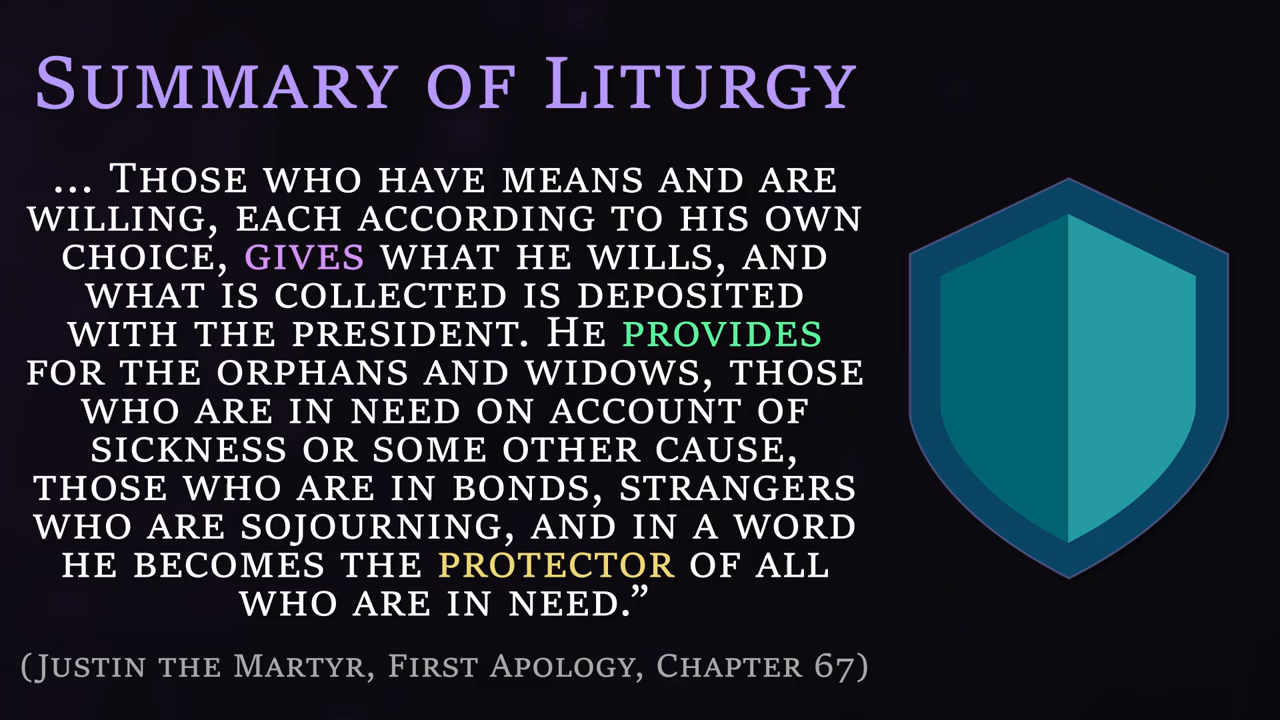 Summary of Liturgy
... Those who have means and are
willing, each according to his own
choice, gives what he wills, and
what is collected is deposited
with the president. He provides
for the orphans and widows, those
who are in need on account of
sickness or some other cause,
those who are in bonds, strangers
who are sojourning, and in a word
he becomes the protector of all
who are in need.”
(Justin the Martyr, First Apology, Chapter 67)